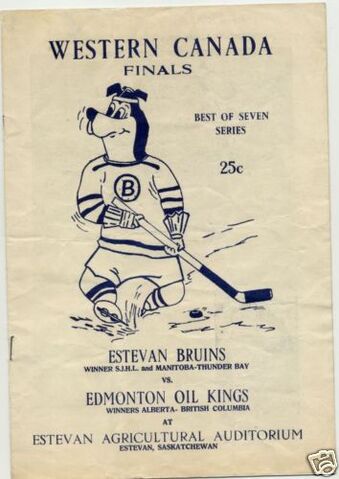 WESTERN CANADA
FINALS
BEST OF SEVEN
SERIES
25c
B
ESTEVAN BRUINS
WINNER S.J.H.L. and MANITOBA-THUNDER BAY
VS.
EDMONTON OIL KINGS
WINNERS ALBERTA- BRITISH COLUMBIA
AT
ESTEVAN AGRICULTURAL AUDITORIUM
ESTEVAN, SASKATCHEWAN